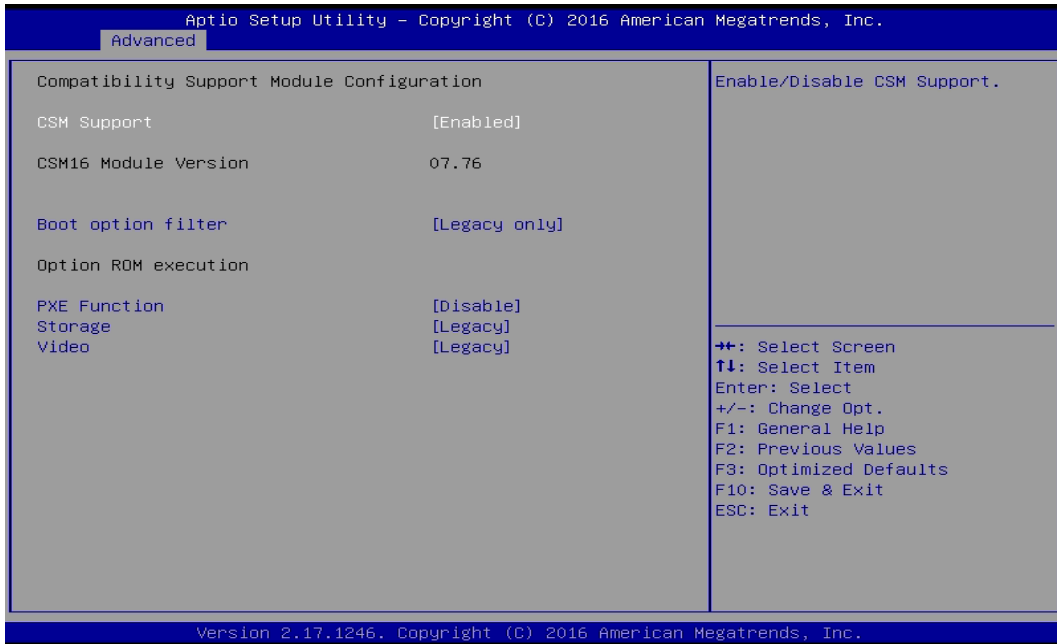 Aptio Setup Utility – Copyright (C) 2016 American Megatrends, Inc.
Advanced
Compatibility Support Module Configuration
CSM Support [Enabled]
CSM16 Module Version 07.76
Boot option filter [Legacy only]
Option ROM execution
PXE Function [Disable]
Storage [Legacy]
Video [Legacy]
Enable/Disable CSM Support.
→←: Select Screen
↑↓: Select Item
Enter: Select
+/-: Change Opt.
F1: General Help
F2: Previous Values
F3: Optimized Defaults
F10: Save & Exit
ESC: Exit
Version 2.17.1246. Copyright (C) 2016 American Megatrends, Inc.